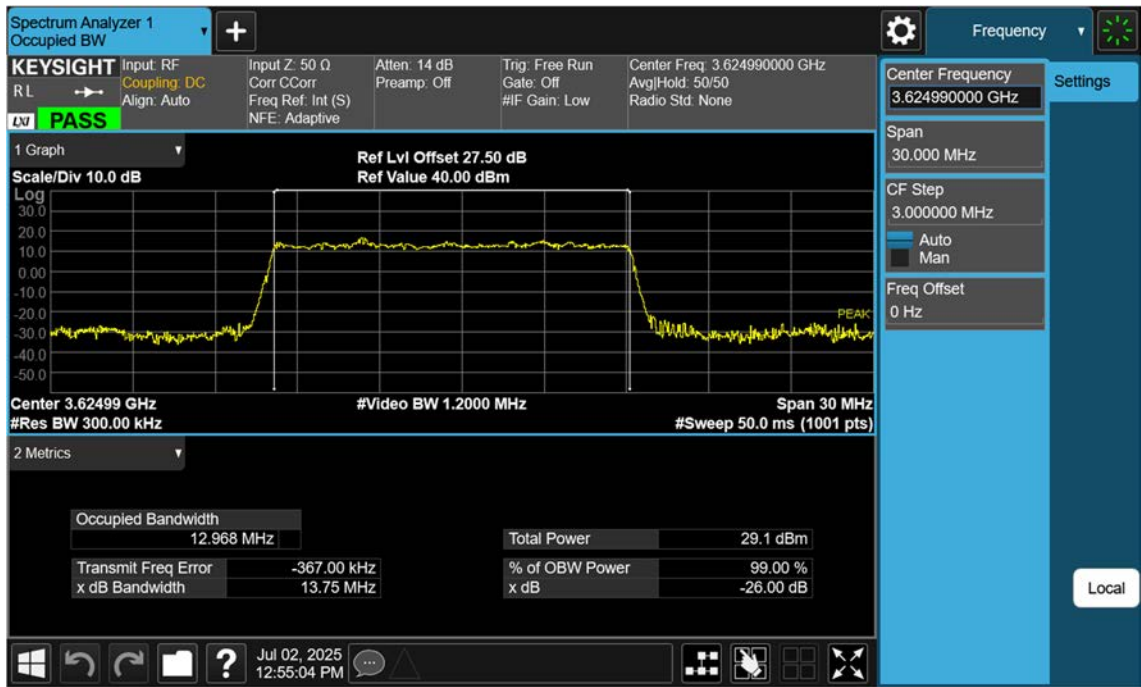 Spectrum Analyzer 1
Occupied BW
+
Frequency
KEYSIGHT
R L
LXI PASS
Input: RF
Coupling: DC
Align: Auto
Input Z: 50 Ω
Corr CCorr
Freq Ref: Int (S)
NFE: Adaptive
Atten: 14 dB
Preamp: Off
Trig: Free Run
Gate: Off
#IF Gain: Low
Center Freq: 3.624990000 GHz
Avg|Hold: 50/50
Radio Std: None
Center Frequency
3.624990000 GHz
Settings
Span
30.000 MHz
CF Step
3.000000 MHz
Auto
Man
Freq Offset
0 Hz
Local
1 Graph
Scale/Div 10.0 dB
Ref Lvl Offset 27.50 dB
Ref Value 40.00 dBm
Log
30.0
20.0
10.0
0.00
-10.0
-20.0
-30.0
-40.0
-50.0
PEAK
Center 3.62499 GHz
#Res BW 300.00 kHz
#Video BW 1.2000 MHz
Span 30 MHz
#Sweep 50.0 ms (1001 pts)
2 Metrics
Occupied Bandwidth
12.968 MHz
Total Power 29.1 dBm
Transmit Freq Error -367.00 kHz
% of OBW Power 99.00 %
x dB Bandwidth 13.75 MHz
x dB -26.00 dB
?
Jul 02, 2025
12:55:04 PM